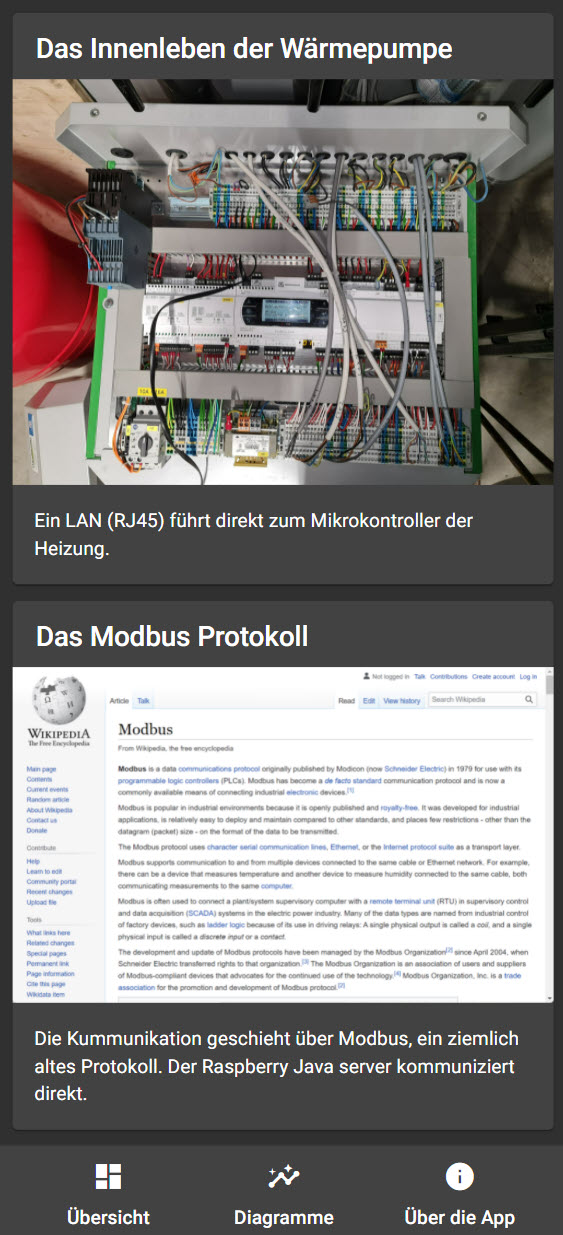 Das Innenleben der Wärmepumpe
Ein LAN (RJ45) führt direkt zum Mikrokontroller der
Heizung.
Das Modbus Protokoll
WIKIPEDIA
The Free Encyclopedia
Not logged in Talk Contributions Create account Log in
Article Talk
Read Edit View history Search Wikipedia
Main page
Contents
Current events
Random article
About Wikipedia
Contact us
Donate
Contribute
Help
Learn to edit
Community portal
Recent changes
Upload file
Tools
What links here
Related changes
Special pages
Permanent link
Page information
Cite this page
Wikidata item
Modbus
From Wikipedia, the free encyclopedia
Modbus is a data communications protocol originally published by Modicon (now Schneider Electric) in 1979 for use with its
programmable logic controllers (PLCs). Modbus has become a de facto standard communication protocol and is now a
commonly available means of connecting industrial electronic devices.[1]
Modbus is popular in industrial environments because it is openly published and royalty-free. It was developed for industrial
applications, is relatively easy to deploy and maintain compared to other standards, and places few restrictions - other than the
datagram (packet) size - on the format of the data to be transmitted.
The Modbus protocol uses character serial communication lines, Ethernet, or the Internet protocol suite as a transport layer.
Modbus supports communication to and from multiple devices connected to the same cable or Ethernet network. For example,
there can be a device that measures temperature and another device to measure humidity connected to the same cable, both
communicating measurements to the same computer.
Modbus is often used to connect a plant/system supervisory computer with a remote terminal unit (RTU) in supervisory control
and data acquisition (SCADA) systems in the electric power industry. Many of the data types are named from industrial control
of factory devices, such as ladder logic because of its use in driving relays: A single physical output is called a coil, and a single
physical input is called a discrete input or a contact.
The development and update of Modbus protocols have been managed by the Modbus Organization[2] since April 2004, when
Schneider Electric transferred rights to that organization.[3] The Modbus Organization is an association of users and suppliers
of Modbus-compliant devices that advocates for the continued use of the technology.[4] Modbus Organization, Inc. is a trade
association for the promotion and development of Modbus protocol.[2]
Die Kummunikation geschieht über Modbus, ein ziemlich
altes Protokoll. Der Raspberry Java server kommuniziert
direkt.
Übersicht
Diagramme
Über die App